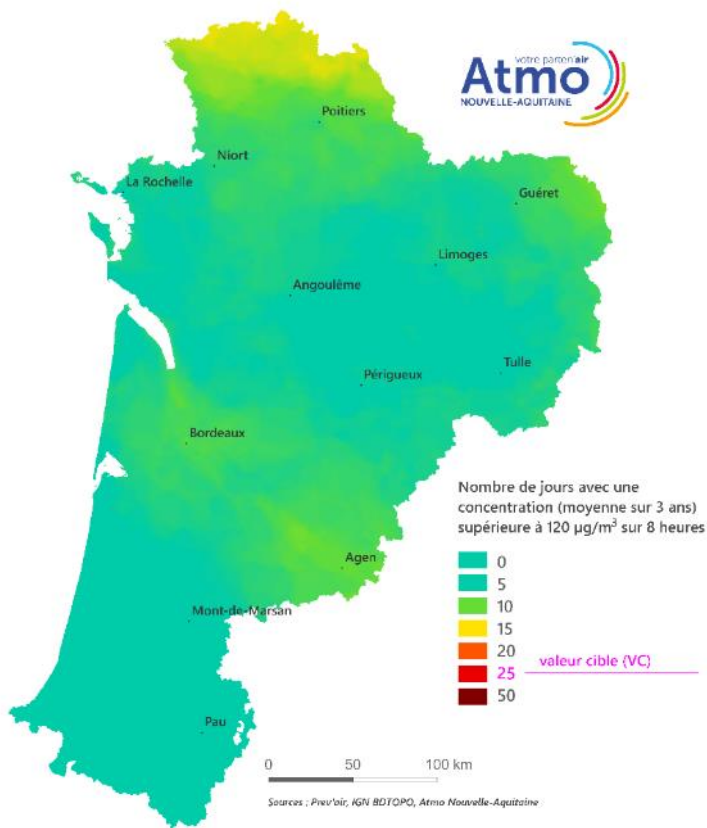 votre parten'air
Atmo
NOUVELLE-AQUITAINE
Poitiers
Niort
La Rochelle
Guéret
Limoges
Angoulême
Tulle
Périgueux
Bordeaux
Nombre de jours avec une
concentration (moyenne sur 3 ans)
supérieure à 120 µg/m³ sur 8 heures
0
5
10
15
20
25 valeur cible (VC)
50
Agen
Mont-de-Marsan
Pau
0 50 100 km
Sources : Prev'air, IGN BDTOPO, Atmo Nouvelle-Aquitaine